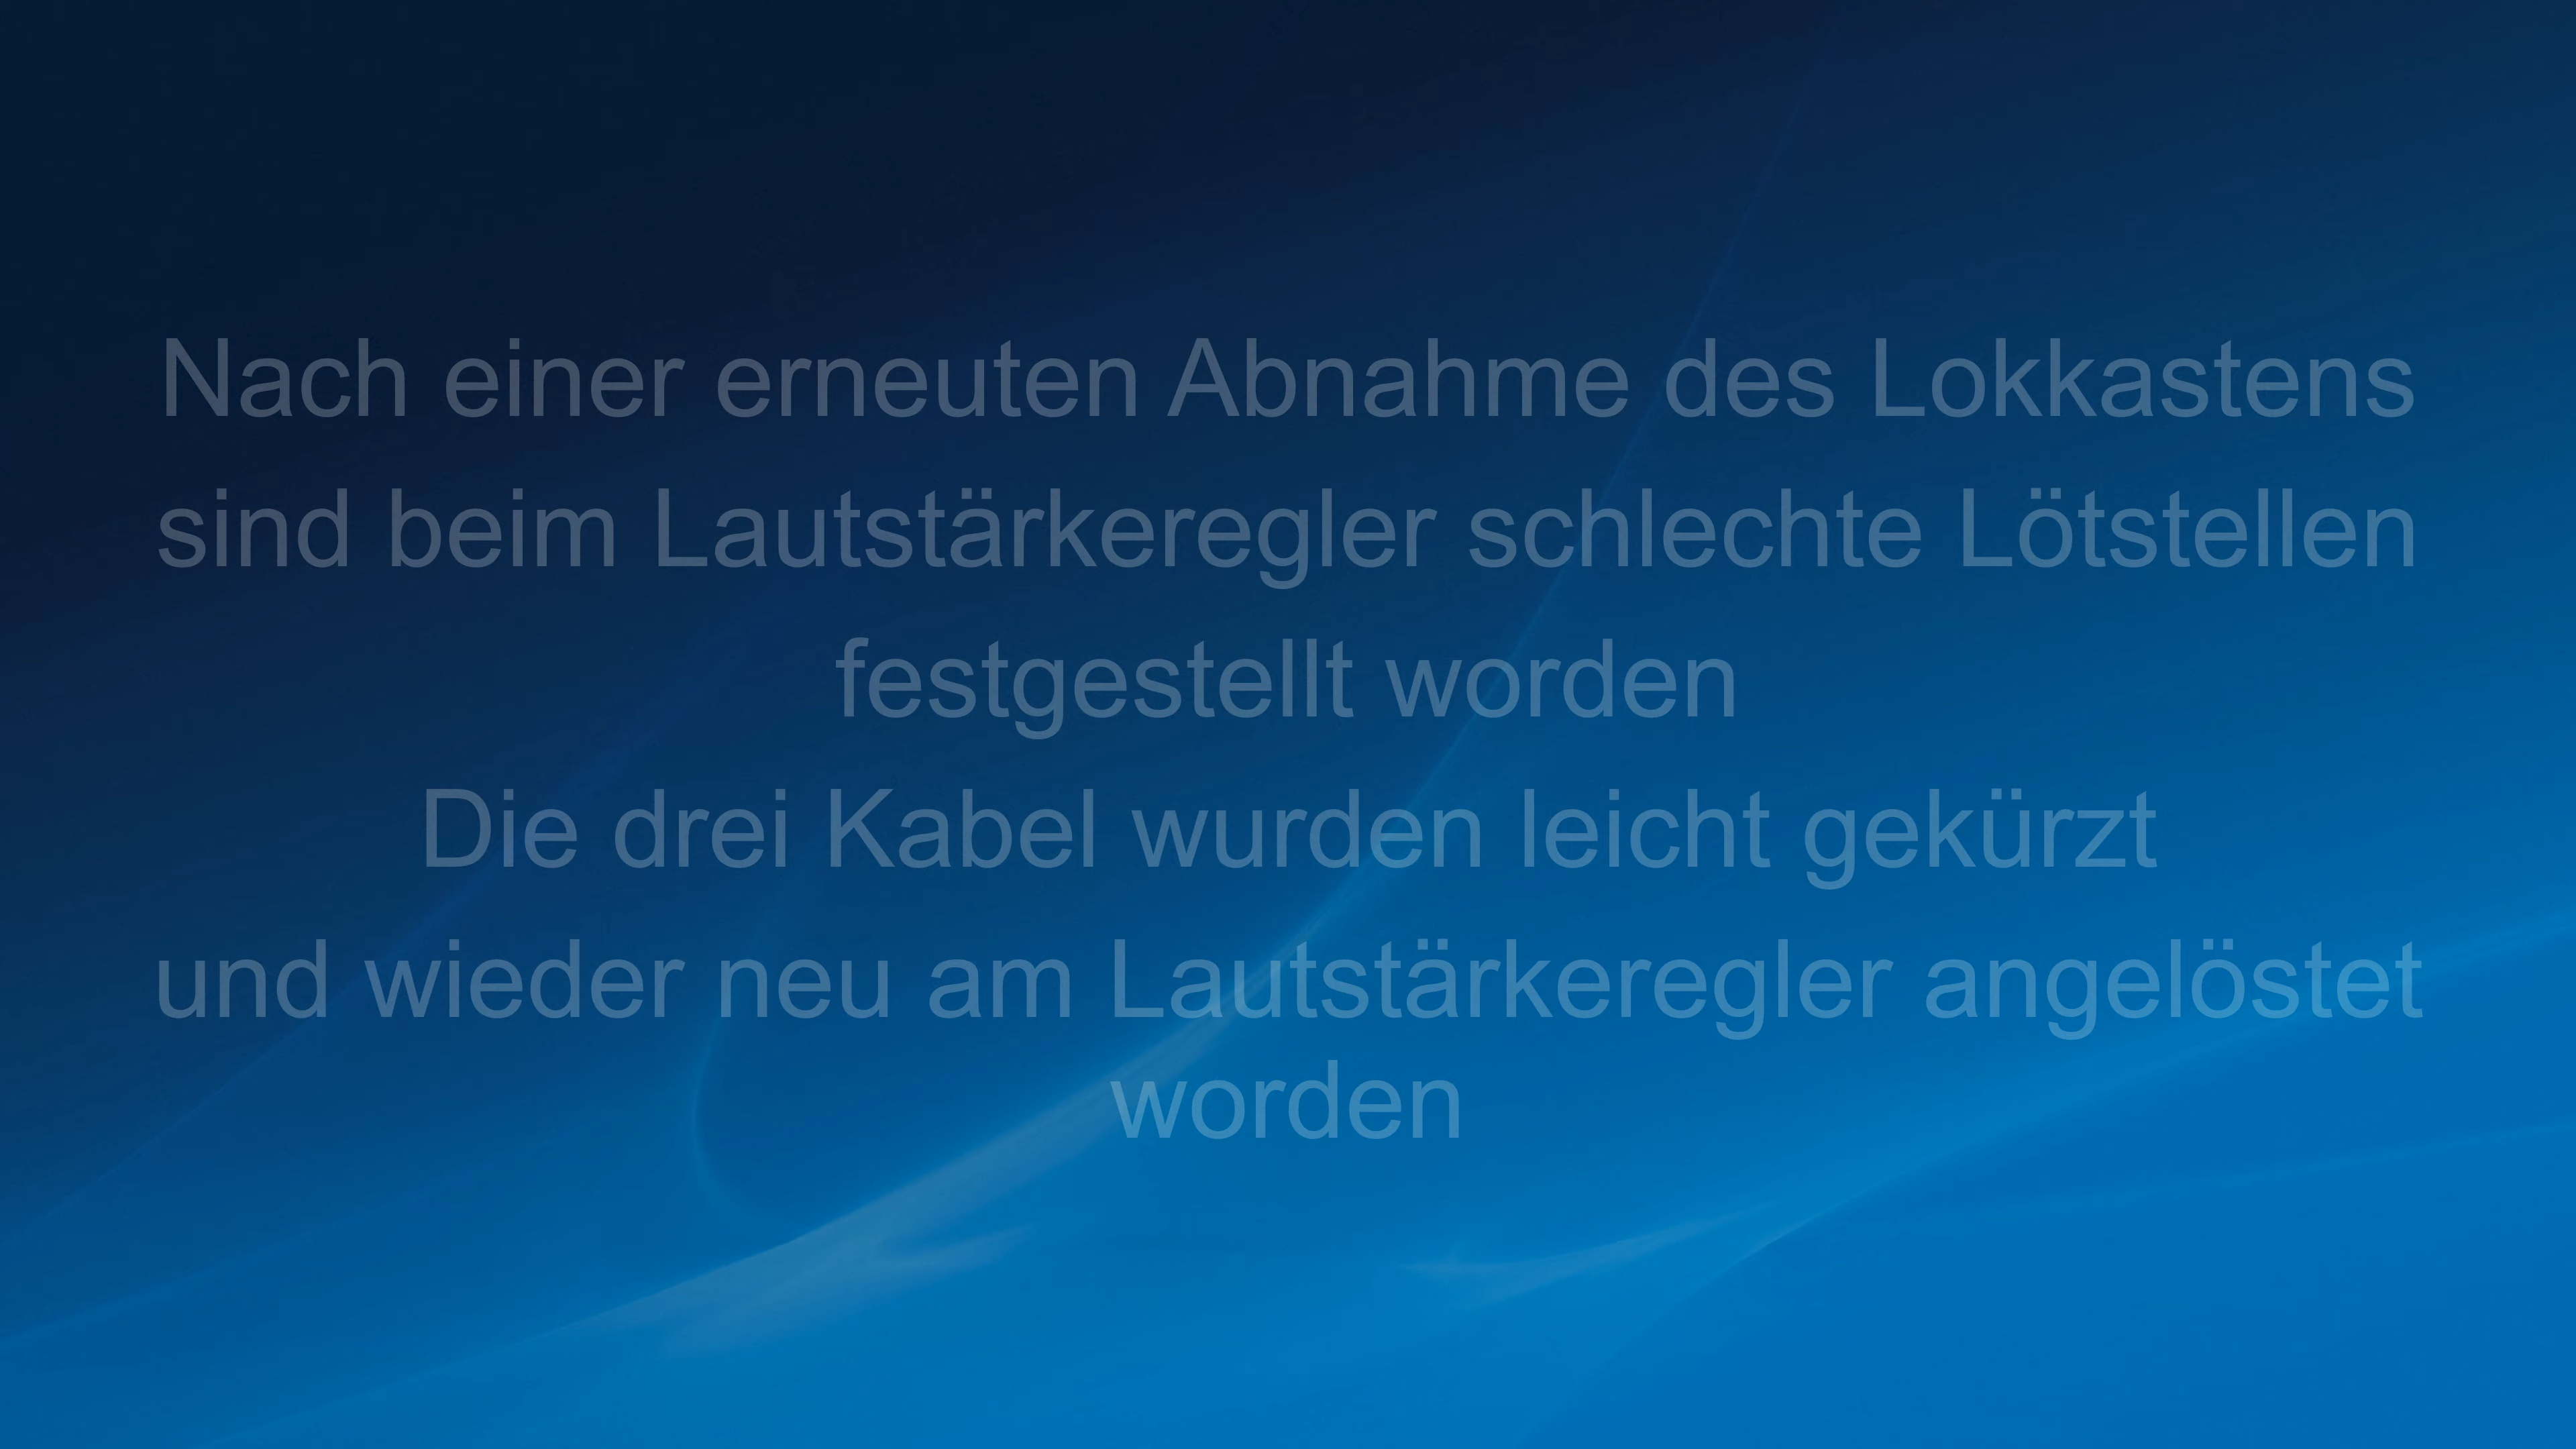 Nach einer erneuten Abnahme des Lokkastens
sind beim Lautstärkeregler schlechte Lötstellen
festgestellt worden
Die drei Kabel wurden leicht gekürzt
und wieder neu am Lautstärkeregler angelöstet
worden